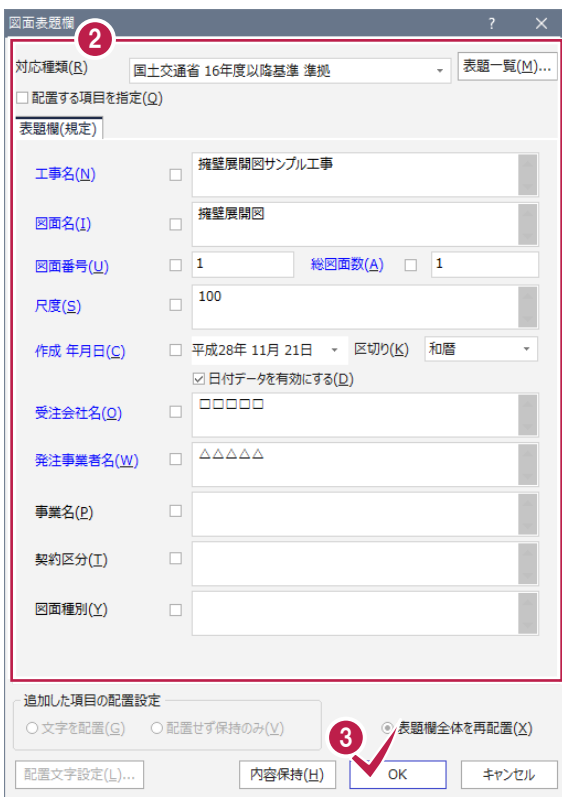 図面表題欄 ? ×
2
対応種類(R) 国土交通省 16年度以降基準 準拠 表題一覧(M)...
配置する項目を指定(Q)
表題欄(規定)
工事名(N) 擁壁展開図サンプル工事
図面名(I) 擁壁展開図
図面番号(U) 1 総図面数(A) 1
尺度(S) 100
作成 年月日(C) 平成28年 11月 21日 区切り(K) 和暦
日付データを有効にする(D)
受注会社名(O) □□□□□
発注事業者名(W) △△△△△
事業名(P)
契約区分(T)
図面種別(Y)
追加した項目の配置設定
文字を配置(G) 配置せず保持のみ(V) 表題欄全体を再配置(X)
3
配置文字設定(L)... 内容保持(H) OK キャンセル